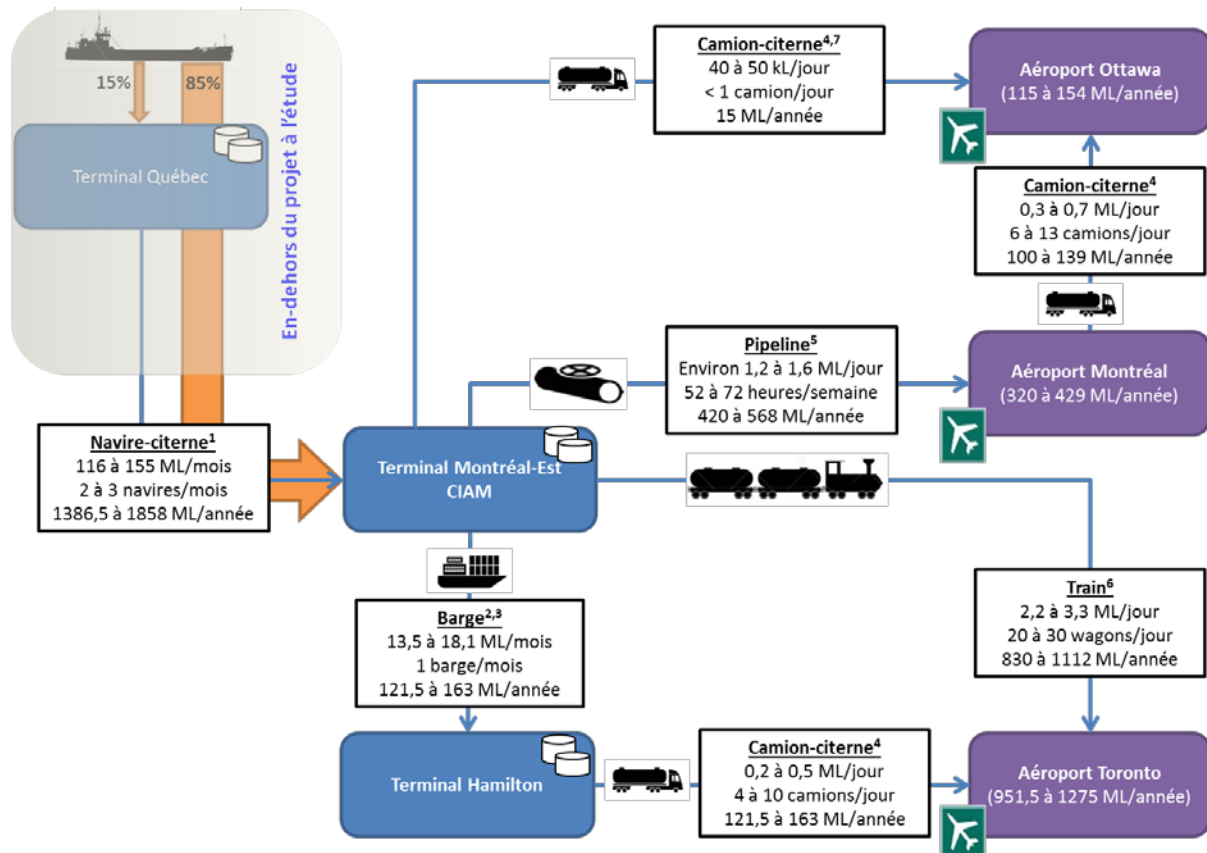 15%
85%
Terminal Québec
En-dehors du projet à l'étude
Camion-citerne4,7
40 à 50 kL/jour
< 1 camion/jour
15 ML/année
Aéroport Ottawa
(115 à 154 ML/année)
Camion-citerne4
0,3 à 0,7 ML/jour
6 à 13 camions/jour
100 à 139 ML/année
Pipeline5
Environ 1,2 à 1,6 ML/jour
52 à 72 heures/semaine
420 à 568 ML/année
Aéroport Montréal
(320 à 429 ML/année)
Navire-citerne1
116 à 155 ML/mois
2 à 3 navires/mois
1386,5 à 1858 ML/année
Terminal Montréal-Est
CIAM
Barge2,3
13,5 à 18,1 ML/mois
1 barge/mois
121,5 à 163 ML/année
Train6
2,2 à 3,3 ML/jour
20 à 30 wagons/jour
830 à 1112 ML/année
Terminal Hamilton
Camion-citerne4
0,2 à 0,5 ML/jour
4 à 10 camions/jour
121,5 à 163 ML/année
Aéroport Toronto
(951,5 à 1275 ML/année)